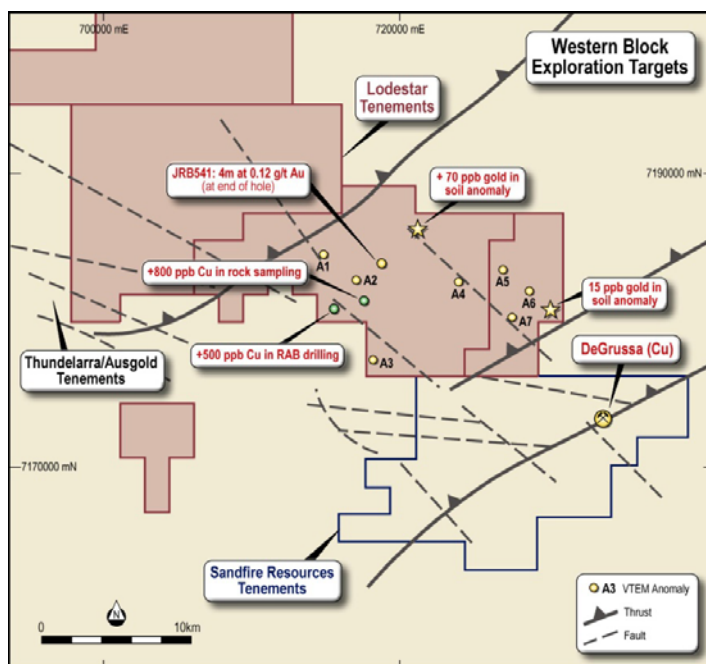 700000 mE
720000 mE
Western Block
Exploration Targets
Lodestar
Tenements
JRB541: 4m at 0.12 g/t Au
(at end of hole)
+ 70 ppb gold in
soil anomaly
7190000 mN
A1
A2
A4
A5
A6
A7
A3
+800 ppb Cu in rock sampling
15 ppb gold in
soil anomaly
+500 ppb Cu in RAB drilling
Thundelarra/Ausgold
Tenements
DeGrussa (Cu)
7170000 mN
Sandfire Resources
Tenements
N
0
10km
A3 VTEM Anomaly
Thrust
Fault